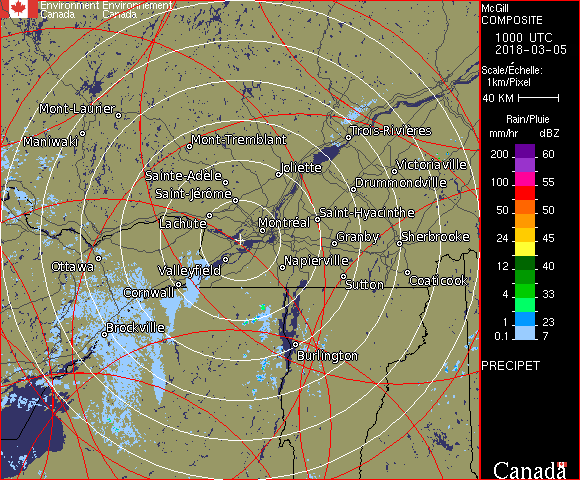 Environment Environnement
Canada Canada
McGill
COMPOSITE
1000 UTC
2018-03-05
Scale/Échelle:
1km/Pixel
40 KM
Rain/Pluie
mm/hr dBZ
200 60
100 55
50 50
24 45
12 40
4 33
1 23
0.1 7
PRECIPET
Canada
Mont-Laurier
Maniwaki
Mont-Tremblant
Trois-Rivières
Sainte-Adèle
Joliette
Victoriaville
Saint-Jérôme
Drummondville
Lachute
Montréal
Saint-Hyacinthe
Granby
Sherbrooke
Ottawa
Valleyfield
Napierville
Cornwall
Sutton
Coaticook
Brockville
Burlington